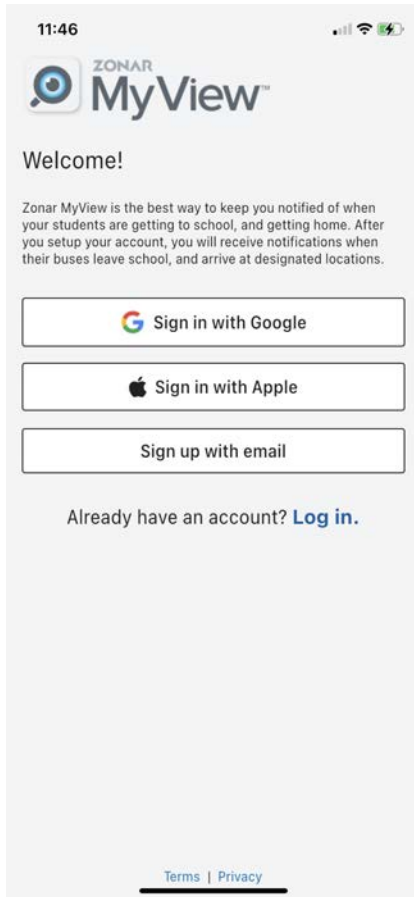 11:46
ZONAR
MyView™
Welcome!
Zonar MyView is the best way to keep you notified of when
your students are getting to school, and getting home. After
you setup your account, you will receive notifications when
their buses leave school, and arrive at designated locations.
Sign in with Google
Sign in with Apple
Sign up with email
Already have an account? Log in.
Terms | Privacy